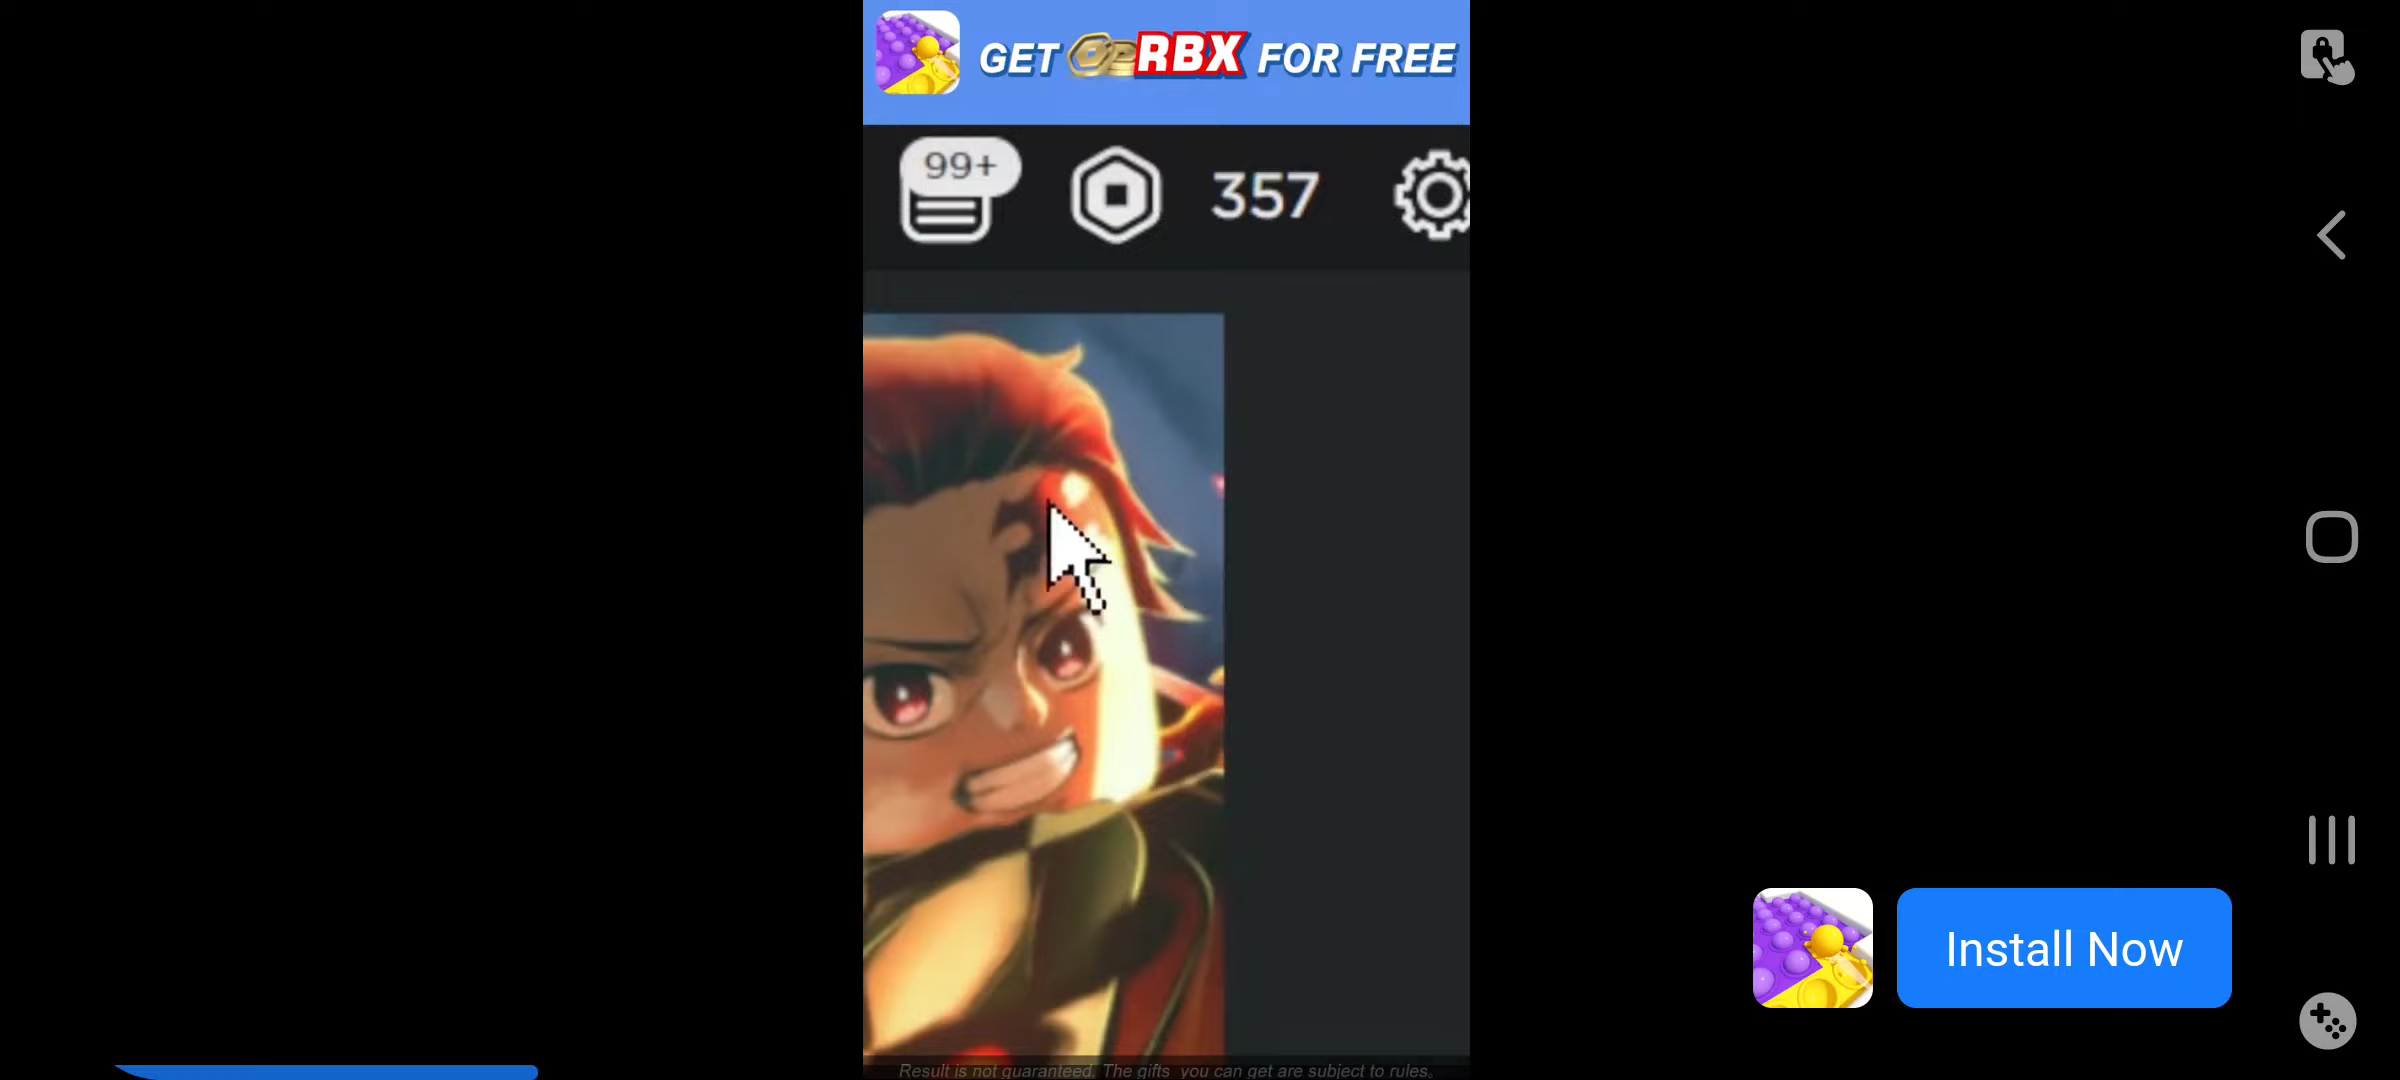 GET RBX FOR FREE
99+
357
Install Now
Result is not guaranteed. The gifts you can get are subject to rules.